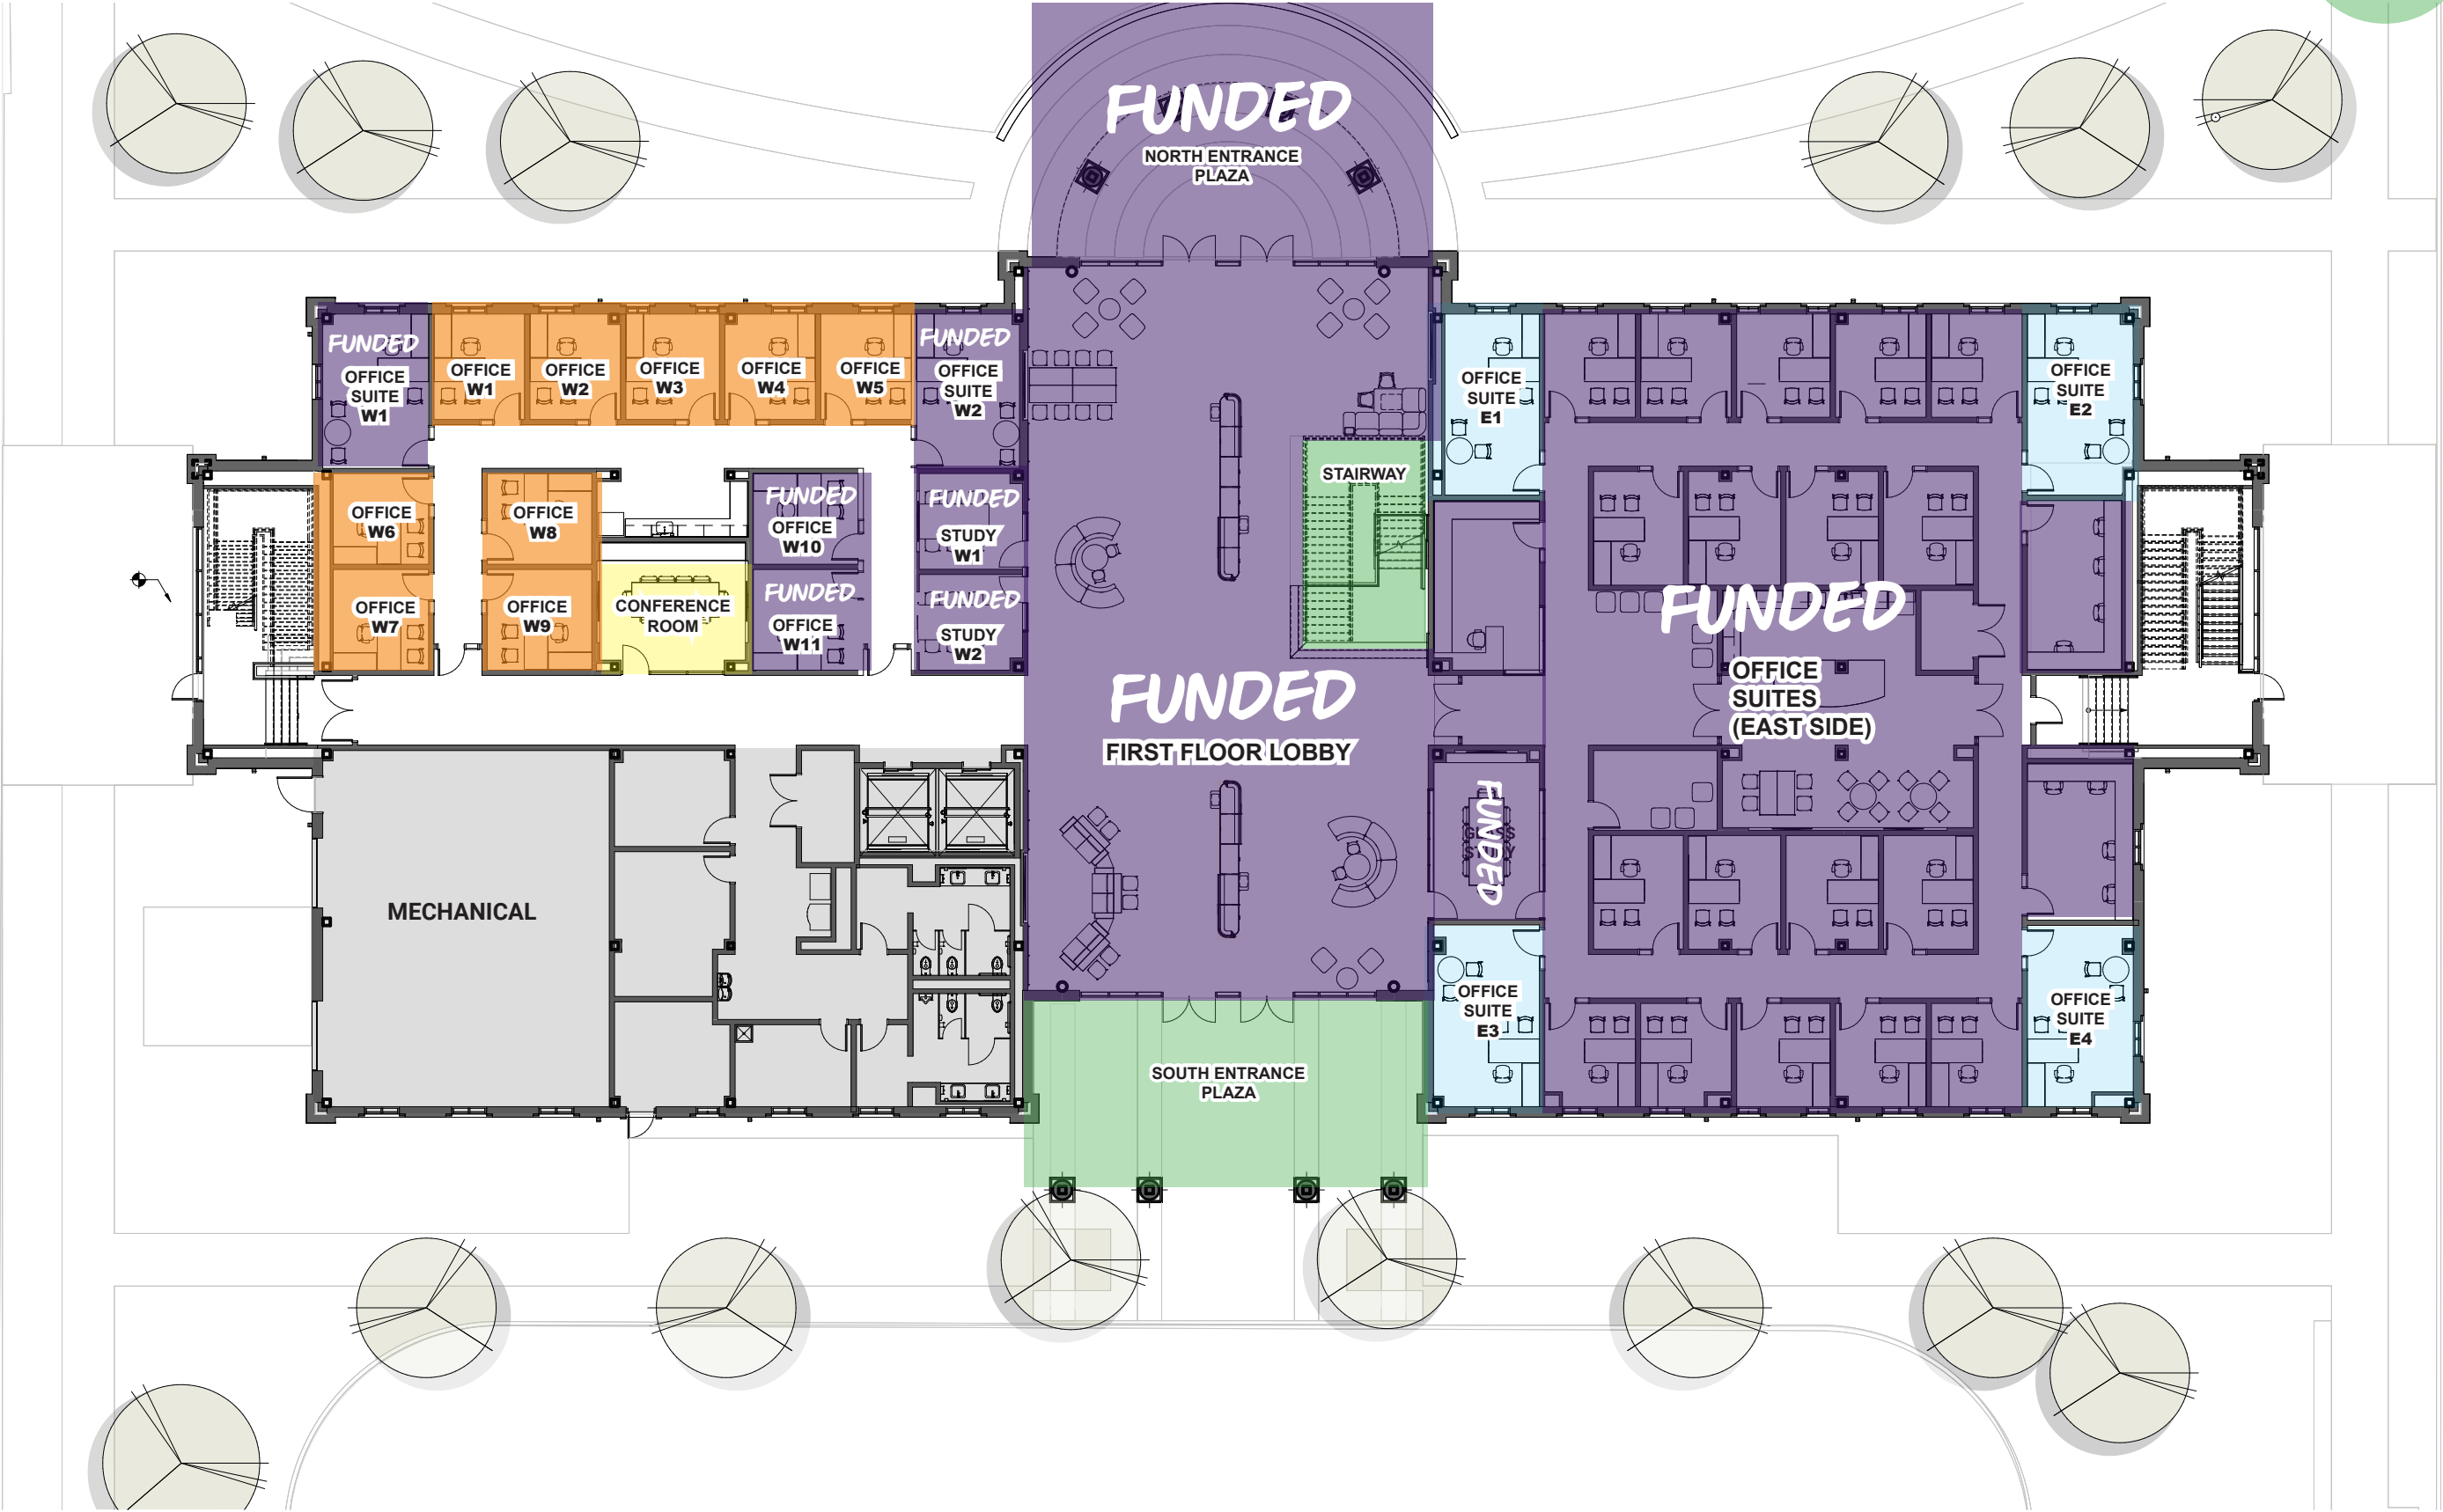 FUNDED
NORTH ENTRANCE
PLAZA
FUNDED
OFFICE
SUITE
W1
OFFICE
W1
OFFICE
W2
OFFICE
W3
OFFICE
W4
OFFICE
W5
FUNDED
OFFICE
SUITE
W2
OFFICE
SUITE
E1
OFFICE
SUITE
E2
STAIRWAY
OFFICE
W6
OFFICE
W8
FUNDED
OFFICE
W10
FUNDED
STUDY
W1
OFFICE
W7
OFFICE
W9
CONFERENCE
ROOM
FUNDED
OFFICE
W11
FUNDED
STUDY
W2
FUNDED
OFFICE
SUITES
(EAST SIDE)
FUNDED
FIRST FLOOR LOBBY
FUNDED
GLASS
STUDY
MECHANICAL
OFFICE
SUITE
E3
OFFICE
SUITE
E4
SOUTH ENTRANCE
PLAZA